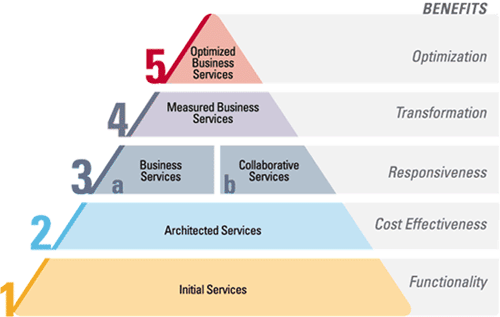 BENEFITS
5
Optimized
Business
Services
Optimization
4
Measured Business
Services
Transformation
3
a
Business
Services
b
Collaborative
Services
Responsiveness
2
Architected Services
Cost Effectiveness
1
Initial Services
Functionality